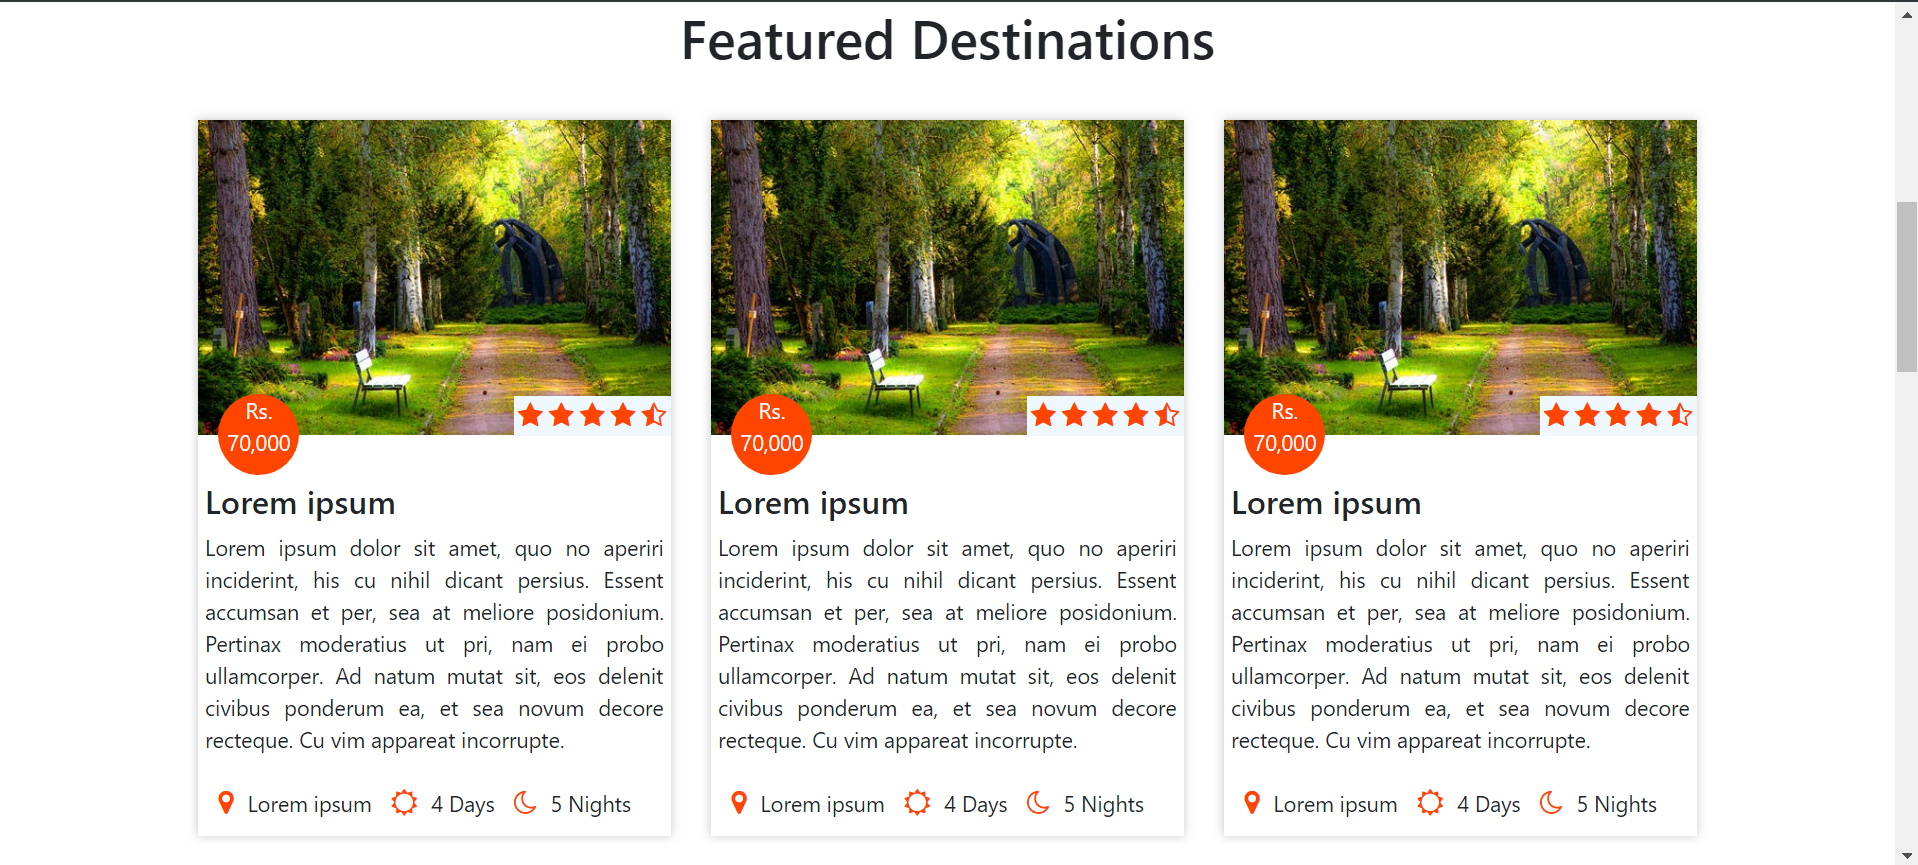 Featured Destinations
Rs.
70,000
Lorem ipsum
Lorem ipsum dolor sit amet, quo no aperiri
inciderint, his cu nihil dicant persius. Essent
accumsan et per, sea at meliore posidonium.
Pertinax moderatius ut pri, nam ei probo
ullamcorper. Ad natum mutat sit, eos delenit
civibus ponderum ea, et sea novum decore
recteque. Cu vim appareat incorrupte.
Lorem ipsum 4 Days 5 Nights
Rs.
70,000
Lorem ipsum
Lorem ipsum dolor sit amet, quo no aperiri
inciderint, his cu nihil dicant persius. Essent
accumsan et per, sea at meliore posidonium.
Pertinax moderatius ut pri, nam ei probo
ullamcorper. Ad natum mutat sit, eos delenit
civibus ponderum ea, et sea novum decore
recteque. Cu vim appareat incorrupte.
Lorem ipsum 4 Days 5 Nights
Rs.
70,000
Lorem ipsum
Lorem ipsum dolor sit amet, quo no aperiri
inciderint, his cu nihil dicant persius. Essent
accumsan et per, sea at meliore posidonium.
Pertinax moderatius ut pri, nam ei probo
ullamcorper. Ad natum mutat sit, eos delenit
civibus ponderum ea, et sea novum decore
recteque. Cu vim appareat incorrupte.
Lorem ipsum 4 Days 5 Nights